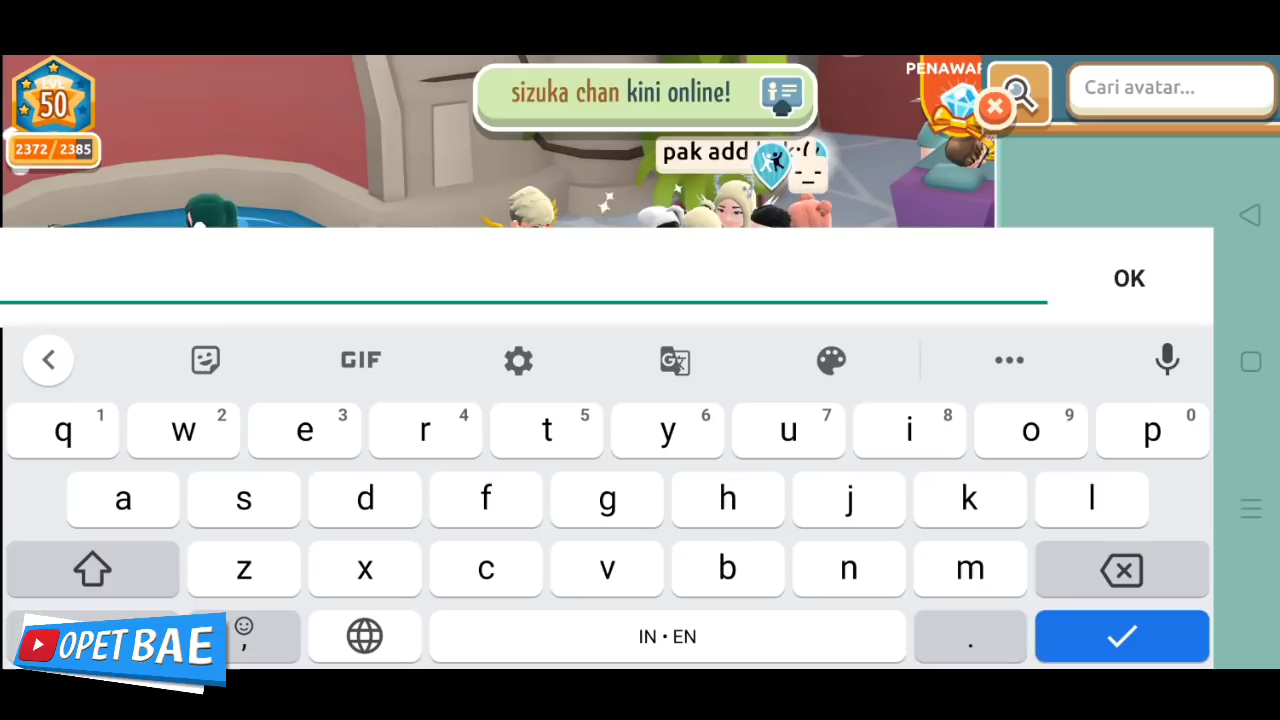 LVL
50
2372 / 2385
sizuka chan kini online!
PENAWAR
Cari avatar...
pak add
OK
GIF
q 1 w 2 e 3 r 4 t 5 y 6 u 7 i 8 o 9 p 0
a s d f g h j k l
z x c v b n m
, IN • EN .
OPET BAE